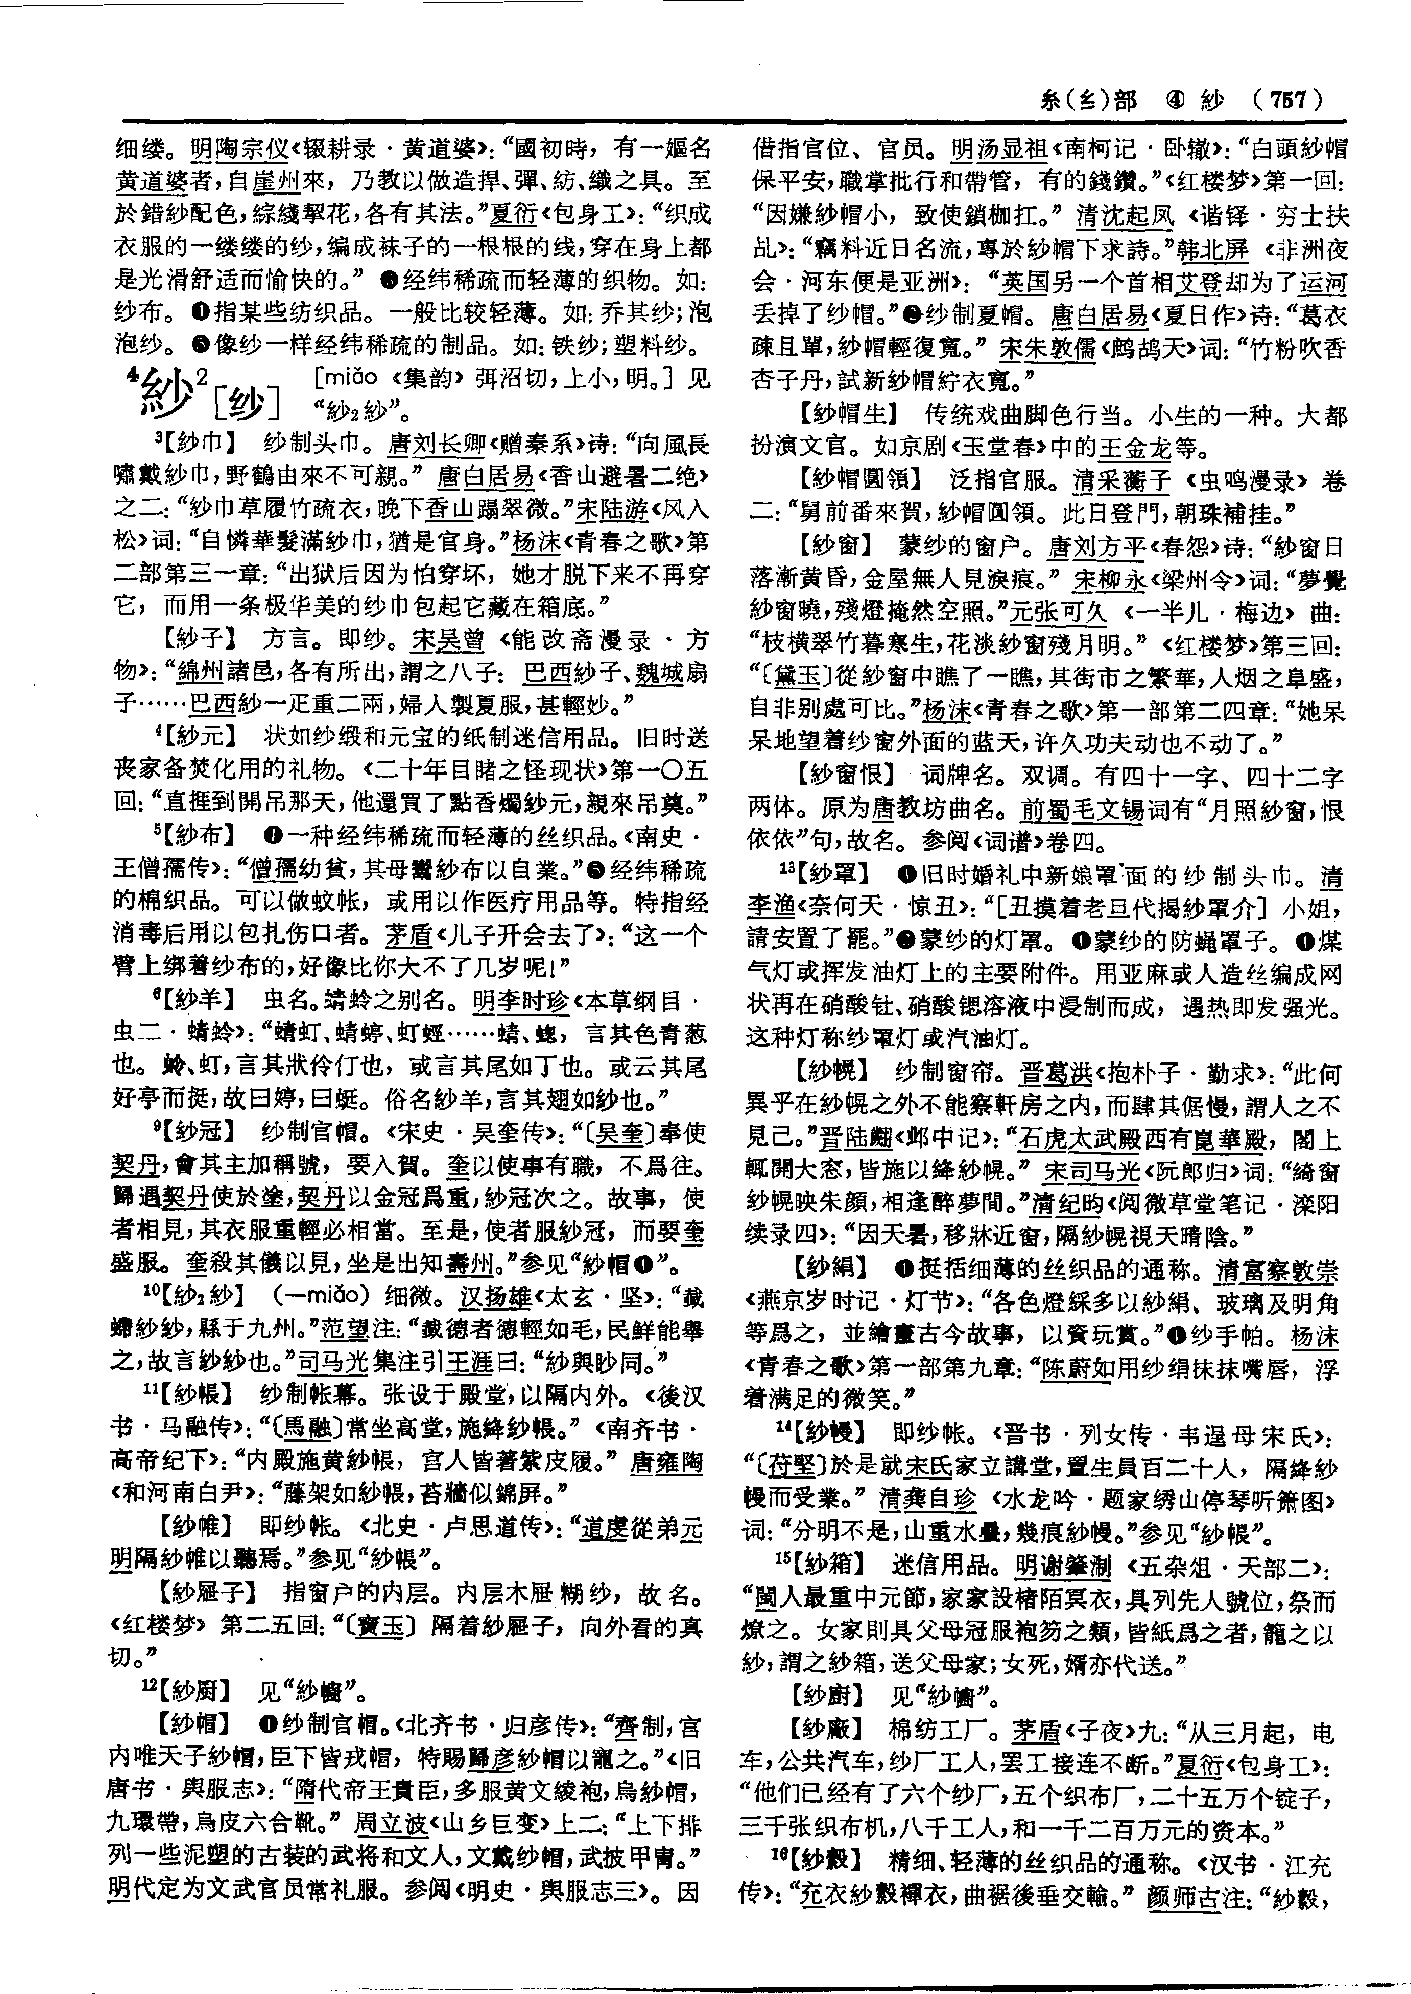 糸(纟)部　④ 紗　(757)
细缕。明陶宗仪《辍耕录·黄道婆》：“國初時，有一嫗名
黄道婆者，自崖州來，乃教以做造捍、彈、紡、織之具。至
於錯紗配色，綜綫挈花，各有其法。”夏衍《包身工》：“织成
衣服的一缕缕的纱，编成袜子的一根根的线，穿在身上都
是光滑舒适而愉快的。”❸经纬稀疏而轻薄的织物。如：
纱布。❹指某些纺织品。一般比较轻薄。如：乔其纱；泡
泡纱。❺像纱一样经纬稀疏的制品。如：铁纱；塑料纱。
4紗2［纱］　［miǎo《集韵》弭沼切，上小，明。］见
“紗2紗”。
3【紗巾】　纱制头巾。唐刘长卿《赠秦系》诗：“向風長
嘯戴紗巾，野鶴由來不可親。”唐白居易《香山避暑二绝》
之二：“紗巾草履竹疏衣，晚下香山蹋翠微。”宋陆游《风入
松》词：“自憐華髮滿紗巾，猶是官身。”杨沫《青春之歌》第
二部第三一章：“出狱后因为怕穿坏，她才脱下来不再穿
它，而用一条极华美的纱巾包起它藏在箱底。”
【紗子】　方言。即纱。宋吴曾《能改斋漫录·方
物》：“綿州諸邑，各有所出，謂之八子：巴西紗子、魏城扇
子……巴西紗一疋重二兩，婦人製夏服，甚輕妙。”
4【紗元】　状如纱缎和元宝的纸制迷信用品。旧时送
丧家备焚化用的礼物。《二十年目睹之怪现状》第一〇五
回：“直推到開吊那天，他還買了點香燭紗元，親來吊奠。”
5【紗布】　❶一种经纬稀疏而轻薄的丝织品。《南史·
王僧孺传》：“僧孺幼貧，其母鬻紗布以自業。”❷经纬稀疏
的棉织品。可以做蚊帐，或用以作医疗用品等。特指经
消毒后用以包扎伤口者。茅盾《儿子开会去了》：“这一个
臂上绑着纱布的，好像比你大不了几岁呢！”
6【紗羊】　虫名。蜻蛉之别名。明李时珍《本草纲目·
虫二·蜻蛉》：“蜻虹、蜻蝏、虰蛵……蜻、蟌，言其色青葱
也。蛉、虰，言其狀伶仃也，或言其尾如丁也。或云其尾
好亭而挺，故曰蝏，曰蜓。俗名紗羊，言其翅如紗也。”
9【紗冠】　纱制官帽。《宋史·吴奎传》：“〔吴奎〕奉使
契丹，會其主加稱號，要入賀。奎以使事有職，不爲往。
歸遇契丹使於塗，契丹以金冠爲重，紗冠次之。故事，使
者相見，其衣服重輕必相當。至是，使者服紗冠，而要奎
盛服。奎殺其儀以見，坐是出知壽州。”参见“紗帽❶”。
10【紗2紗】　（—miǎo）细微。汉扬雄《太玄·坚》：“蠘
蠕紗紗，縣于九州。”范望注：“蠘德者德輕如毛，民鮮能舉
之，故言紗紗也。”司马光集注引王涯曰：“紗與眇同。”
11【紗帳】　纱制帐幕。张设于殿堂，以隔内外。《後汉
书·马融传》：“〔馬融〕常坐高堂，施絳紗帳。”《南齐书·
高帝纪下》：“内殿施黄紗帳，宫人皆著紫皮履。”唐雍陶
《和河南白尹》：“藤架如紗帳，苔牆似錦屏。”
【紗帷】　即纱帐。《北史·卢思道传》：“道虔從弟元
明隔紗帷以聽焉。”参见“紗帳”。
【紗屉子】　指窗户的内层。内层木屉糊纱，故名。
《红楼梦》第二五回：“〔寶玉〕隔着紗屉子，向外看的真
切。”
12【紗厨】　见“紗幮”。
【紗帽】　❶纱制官帽。《北齐书·归彦传》：“齊制，宫
内唯天子紗帽，臣下皆戎帽，特賜歸彦紗帽以寵之。”《旧
唐书·舆服志》：“隋代帝王貴臣，多服黄文綾袍，烏紗帽，
九環帶，烏皮六合靴。”周立波《山乡巨变》上二：“上下排
列一些泥塑的古装的武将和文人，文戴纱帽，武披甲胄。”
明代定为文武官员常礼服。参阅《明史·舆服志三》。因
借指官位、官员。明汤显祖《南柯记·卧辙》：“白頭紗帽
保平安，職掌批行和帶管，有的錢鑽。”《红楼梦》第一回：
“因嫌紗帽小，致使鎖枷扛。”清沈起凤《谐铎·穷士扶
乩》：“竊料近日名流，專於紗帽下求詩。”韩北屏《非洲夜
会·河东便是亚洲》：“英国另一个首相艾登却为了运河
丢掉了纱帽。”❷纱制夏帽。唐白居易《夏日作》诗：“葛衣
疎且單，紗帽輕復寬。”宋朱敦儒《鹧鸪天》词：“竹粉吹香
杏子丹，試新紗帽紵衣寬。”
【紗帽生】　传统戏曲脚色行当。小生的一种。大都
扮演文官。如京剧《玉堂春》中的王金龙等。
【紗帽圓領】　泛指官服。清采蘅子《虫鸣漫录》卷
二：“舅前番來賀，紗帽圓領。此日登門，朝珠補挂。”
【紗窗】　蒙纱的窗户。唐刘方平《春怨》诗：“紗窗日
落漸黄昏，金屋無人見淚痕。”宋柳永《梁州令》词：“夢覺
紗窗曉，殘燈掩然空照。”元张可久《一半儿·梅边》曲：
“枝横翠竹暮寒生，花淡紗窗殘月明。”《红楼梦》第三回：
“〔黛玉〕從紗窗中瞧了一瞧，其街市之繁華，人烟之阜盛，
自非别處可比。”杨沫《青春之歌》第一部第二四章：“她呆
呆地望着纱窗外面的蓝天，许久功夫动也不动了。”
【紗窗恨】　词牌名。双调。有四十一字、四十二字
两体。原为唐教坊曲名。前蜀毛文锡词有“月照紗窗，恨
依依”句，故名。参阅《词谱》卷四。
13【紗罩】　❶旧时婚礼中新娘罩面的纱制头巾。清
李渔《奈何天·惊丑》：“［丑摸着老旦代揭紗罩介］小姐，
請安置了罷。”❷蒙纱的灯罩。❸蒙纱的防蝇罩子。❹煤
气灯或挥发油灯上的主要附件。用亚麻或人造丝编成网
状再在硝酸钍、硝酸锶溶液中浸制而成，遇热即发强光。
这种灯称纱罩灯或汽油灯。
【紗幌】　纱制窗帘。晋葛洪《抱朴子·勤求》：“此何
異乎在紗幌之外不能察軒房之内，而肆其倨慢，謂人之不
見己。”晋陆翽《邺中记》：“石虎太武殿西有崑華殿，閣上
輒開大窓，皆施以絳紗幌。”宋司马光《阮郎归》词：“綺窗
紗幌映朱顔，相逢醉夢間。”清纪昀《阅微草堂笔记·滦阳
续录四》：“因天暑，移牀近窗，隔紗幌視天晴陰。”
【紗絹】　❶挺括细薄的丝织品的通称。清富察敦崇
《燕京岁时记·灯节》：“各色燈綵多以紗絹、玻璃及明角
等爲之，並繪畫古今故事，以資玩賞。”❷纱手帕。杨沫
《青春之歌》第一部第九章：“陈蔚如用纱绢抹抹嘴唇，浮
着满足的微笑。”
14【紗幔】　即纱帐。《晋书·列女传·韦逞母宋氏》：
“〔苻堅〕於是就宋氏家立講堂，置生員百二十人，隔絳紗
幔而受業。”清龚自珍《水龙吟·题家绣山停琴听箫图》
词：“分明不是，山重水疊，幾痕紗幔。”参见“紗帳”。
15【紗箱】　迷信用品。明谢肇淛《五杂俎·天部二》：
“閩人最重中元節，家家設楮陌冥衣，具列先人號位，祭而
燎之。女家則具父母冠服袍笏之類，皆紙爲之者，籠之以
紗，謂之紗箱，送父母家；女死，婿亦代送。”
【紗廚】　见“紗幮”。
【紗廠】　棉纺工厂。茅盾《子夜》九：“从三月起，电
车，公共汽车，纱厂工人，罢工接连不断。”夏衍《包身工》：
“他们已经有了六个纱厂，五个织布厂，二十五万个锭子，
三千张织布机，八千工人，和一千二百万元的资本。”
16【紗縠】　精细、轻薄的丝织品的通称。《汉书·江充
传》：“充衣紗縠襌衣，曲裾後垂交輸。”颜师古注：“紗縠，